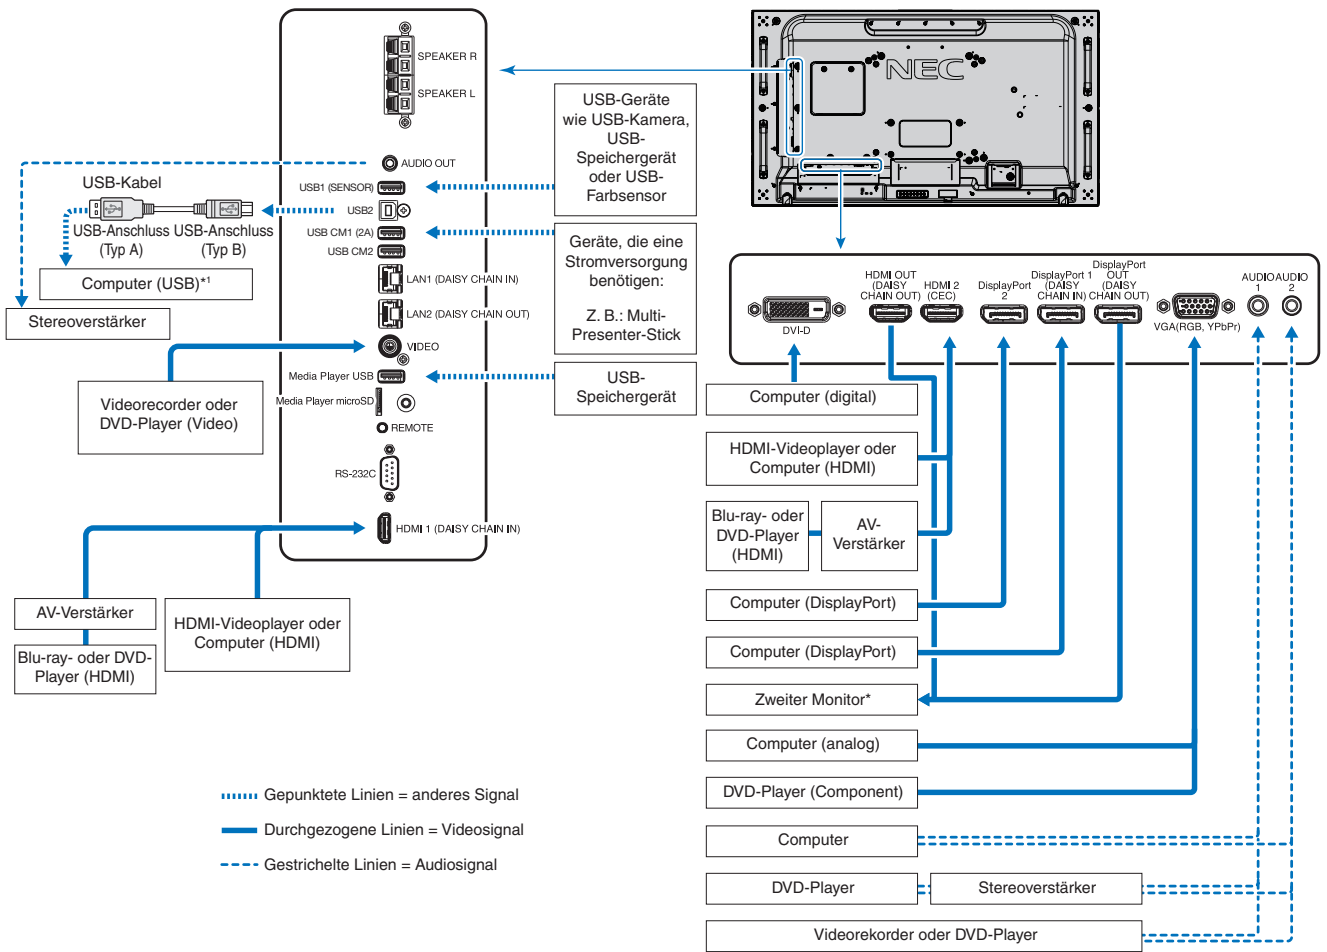 SPEAKER R
SPEAKER L
AUDIO OUT
USB1 (SENSOR)
USB2
USB CM1 (2A)
USB CM2
LAN1 (DAISY CHAIN IN)
LAN2 (DAISY CHAIN OUT)
VIDEO
Media Player USB
Media Player microSD
REMOTE
RS-232C
HDMI 1 (DAISY CHAIN IN)
USB-Kabel
USB-Anschluss
(Typ A)
USB-Anschluss
(Typ B)
Computer (USB)*1
Stereoverstärker
Videorecorder oder
DVD-Player (Video)
AV-Verstärker
Blu-ray- oder DVD-
Player (HDMI)
HDMI-Videoplayer oder
Computer (HDMI)
USB-Geräte
wie USB-Kamera,
USB-
Speichergerät
oder USB-
Farbsensor
Geräte, die eine
Stromversorgung
benötigen:
Z. B.: Multi-
Presenter-Stick
USB-
Speichergerät
NEC
DVI-D
HDMI OUT
(DAISY
CHAIN OUT)
HDMI 2
(CEC)
DisplayPort
2
DisplayPort 1
(DAISY
CHAIN IN)
DisplayPort
OUT
(DAISY
CHAIN OUT)
VGA(RGB, YPbPr)
AUDIO
1
AUDIO
2
Computer (digital)
HDMI-Videoplayer oder
Computer (HDMI)
Blu-ray- oder
DVD-Player
(HDMI)
AV-
Verstärker
Computer (DisplayPort)
Computer (DisplayPort)
Zweiter Monitor*
Computer (analog)
DVD-Player (Component)
Computer
DVD-Player
Stereoverstärker
Videorekorder oder DVD-Player
Gepunktete Linien = anderes Signal
Durchgezogene Linien = Videosignal
Gestrichelte Linien = Audiosignal